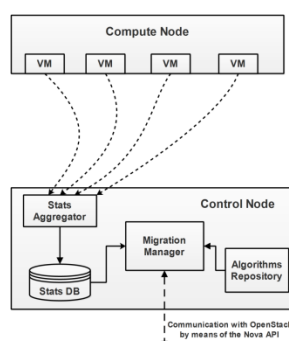 Compute Node
VM VM VM VM
Stats
Aggregator
Control Node
Migration
Manager
Algorithms
Repository
Stats DB
Communication with OpenStack
by means of the Nova API